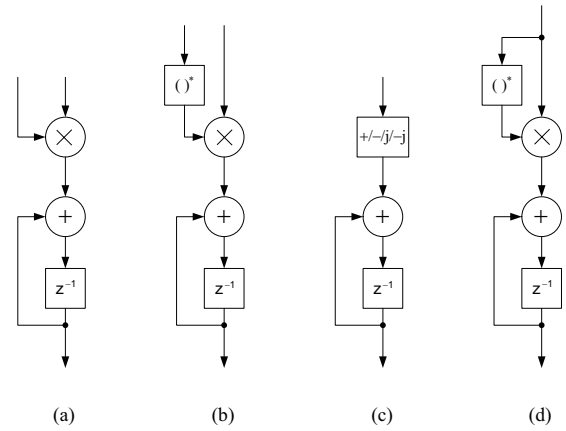 ( )*
( )*
× × +/−/j/−j ×
+ + + +
z⁻¹ z⁻¹ z⁻¹ z⁻¹
(a) (b) (c) (d)